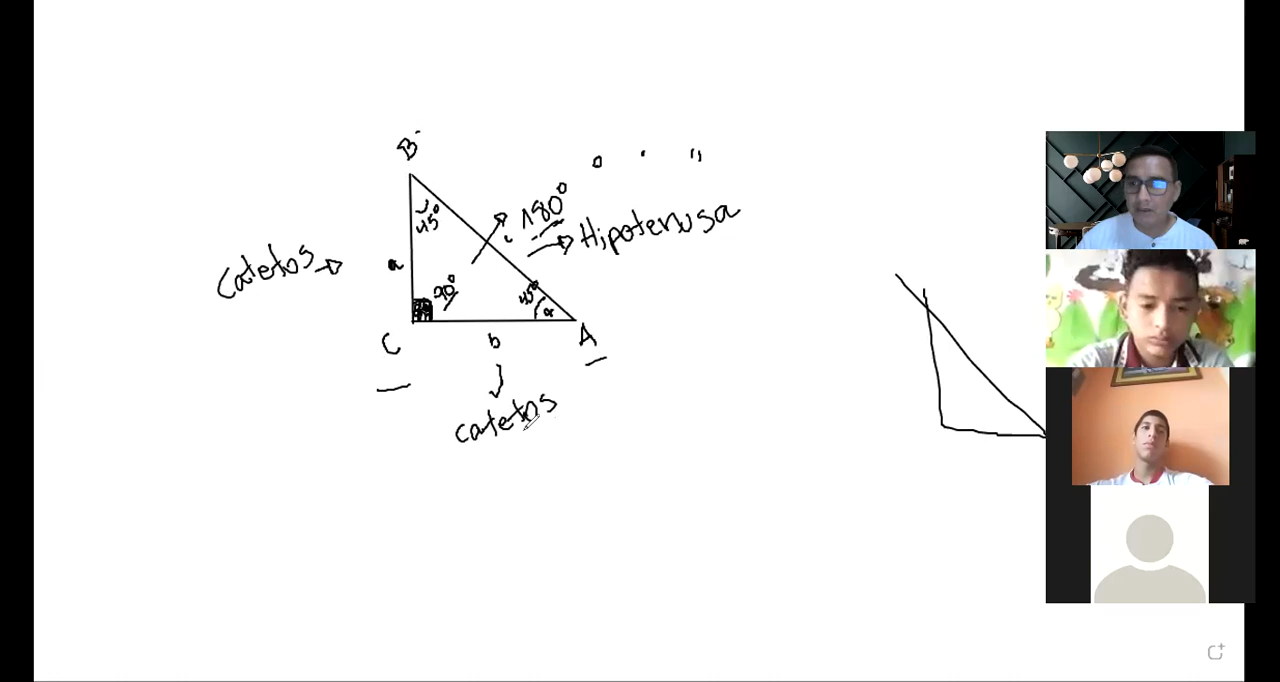 B
° ' "
180°
45°
Hipotenusa
catetos →
a
c
90°
45°
α
C
b
A
catetos